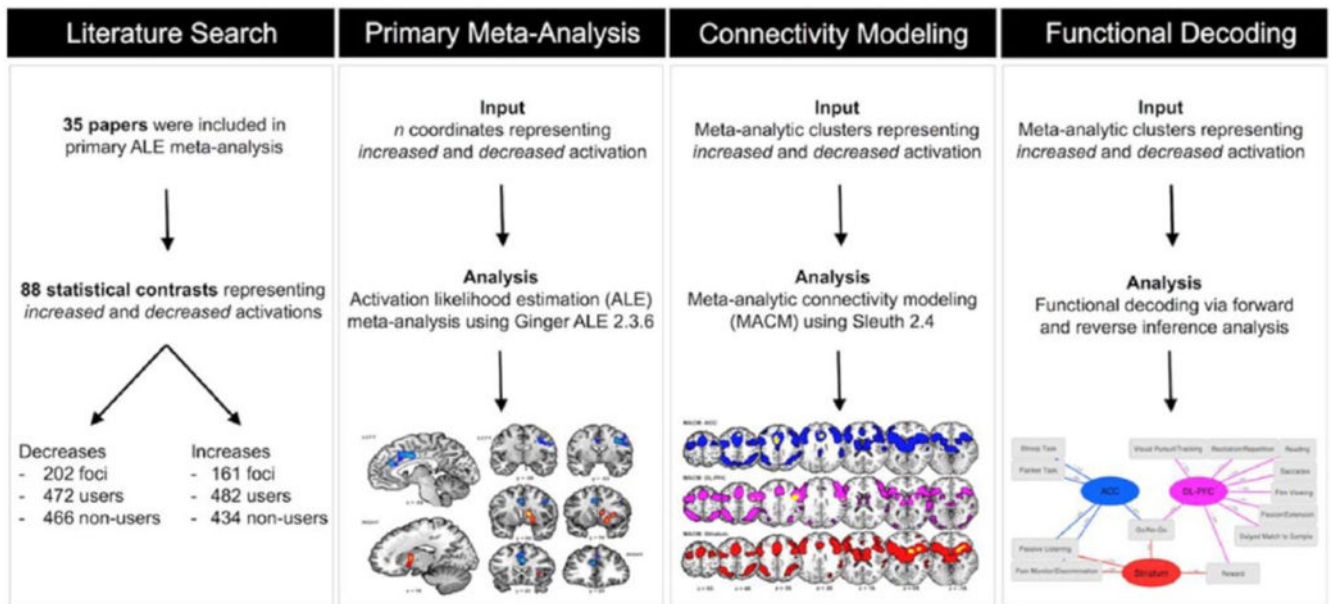 Literature Search
35 papers were included in
primary ALE meta-analysis
88 statistical contrasts representing
increased and decreased activations
Decreases
- 202 foci
- 472 users
- 466 non-users
Increases
- 161 foci
- 482 users
- 434 non-users
Primary Meta-Analysis
Input
n coordinates representing
increased and decreased activation
Analysis
Activation likelihood estimation (ALE)
meta-analysis using Ginger ALE 2.3.6
LEFT
LEFT
RIGHT
RIGHT
Connectivity Modeling
Input
Meta-analytic clusters representing
increased and decreased activation
Analysis
Meta-analytic connectivity modeling
(MACM) using Sleuth 2.4
MACM: ACC
MACM: DL-PFC
MACM: Striatum
Functional Decoding
Input
Meta-analytic clusters representing
increased and decreased activation
Analysis
Functional decoding via forward
and reverse inference analysis
Stroop Task
Flanker Task
Visual Pursuit/Tracking
Recitation/Repetition
Reading
Saccades
ACC
DL-PFC
Film Viewing
Flexion/Extension
Go/No-Go
Delayed Match to Sample
Passive Listening
Pain Monitor/Discrimination
Striatum
Reward